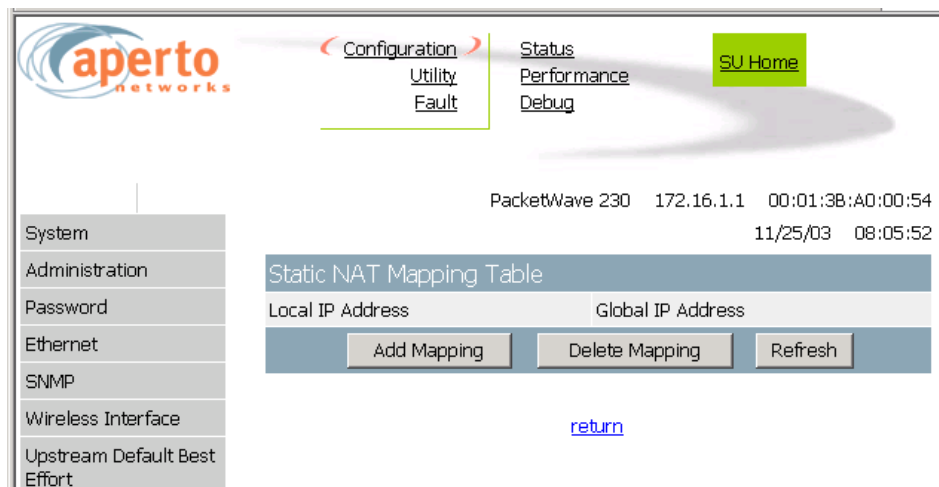 aperto
networks
Configuration
Utility
Fault
Status
Performance
Debug
SU Home
PacketWave 230 172.16.1.1 00:01:3B:A0:00:54
11/25/03 08:05:52
System
Administration
Password
Ethernet
SNMP
Wireless Interface
Upstream Default Best
Effort
Static NAT Mapping Table
Local IP Address Global IP Address
Add Mapping Delete Mapping Refresh
return